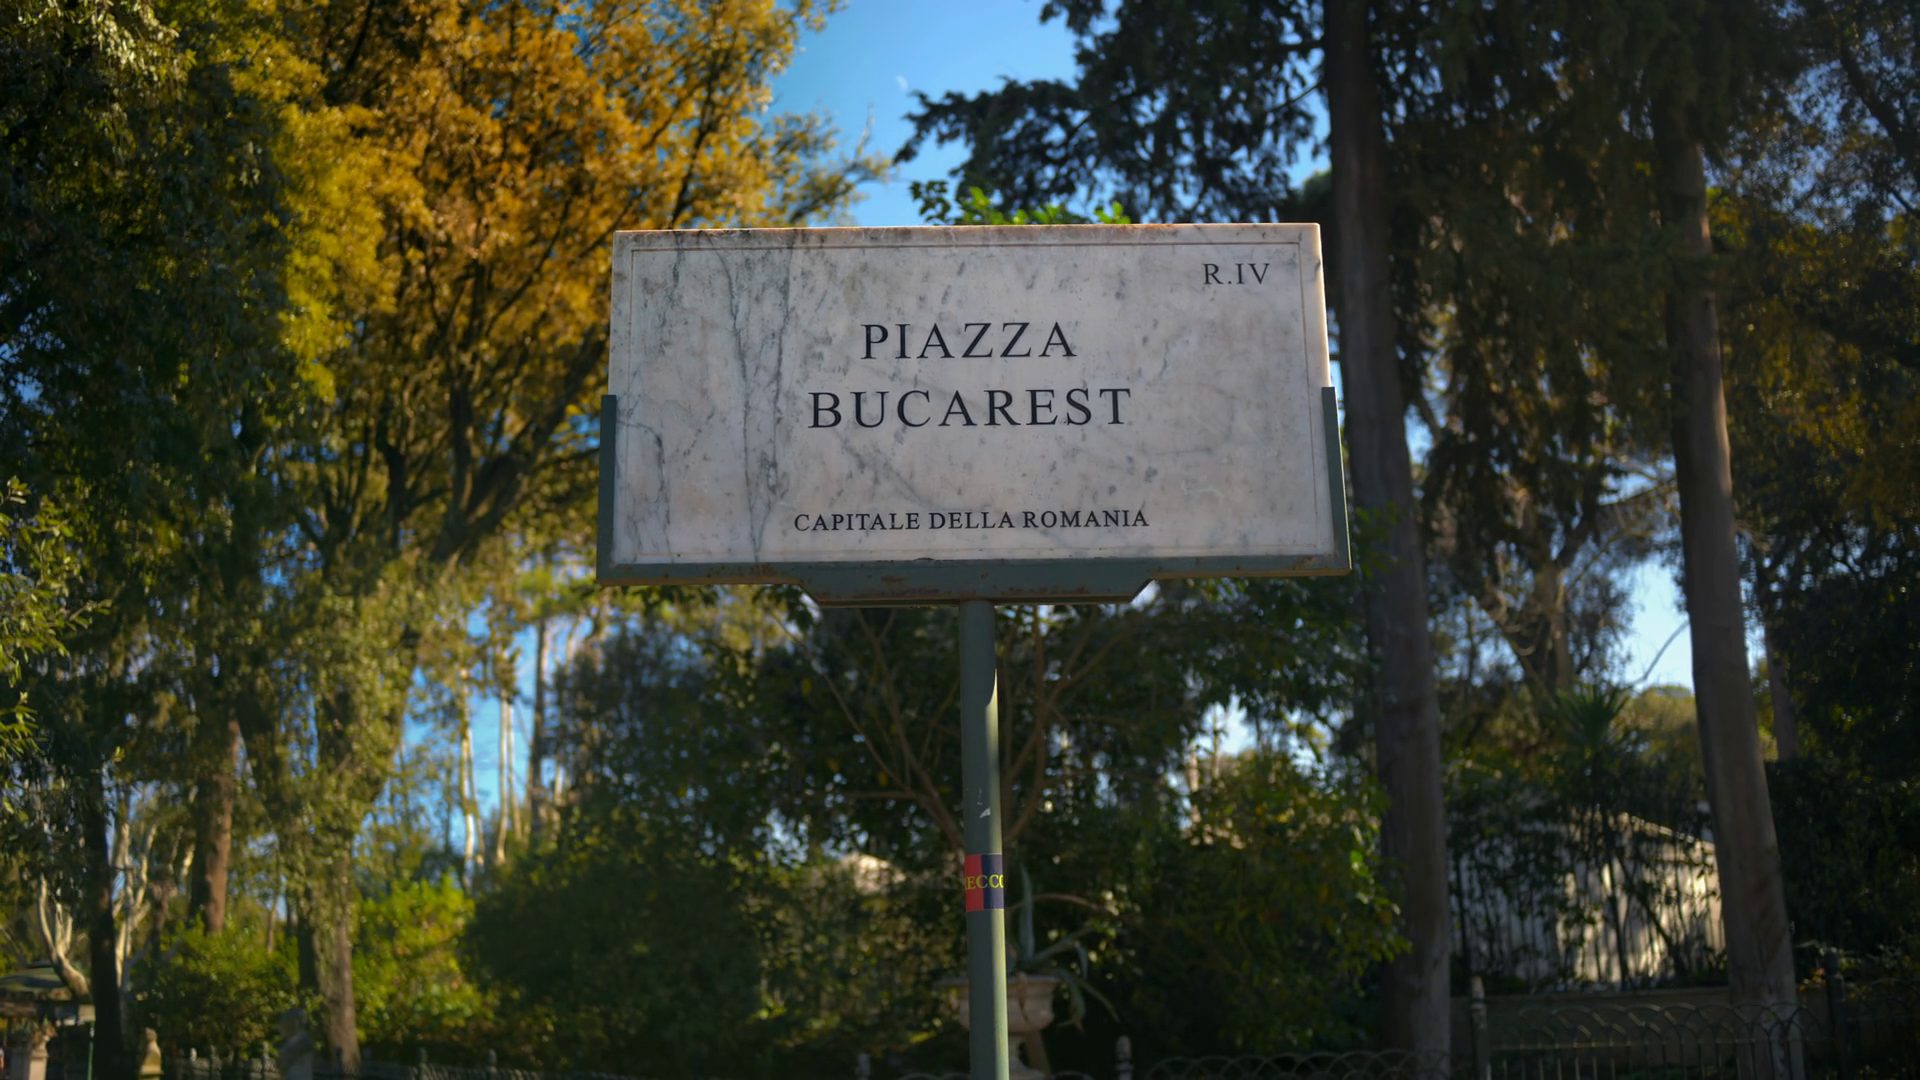 R.IV
PIAZZA
BUCAREST
CAPITALE DELLA ROMANIA